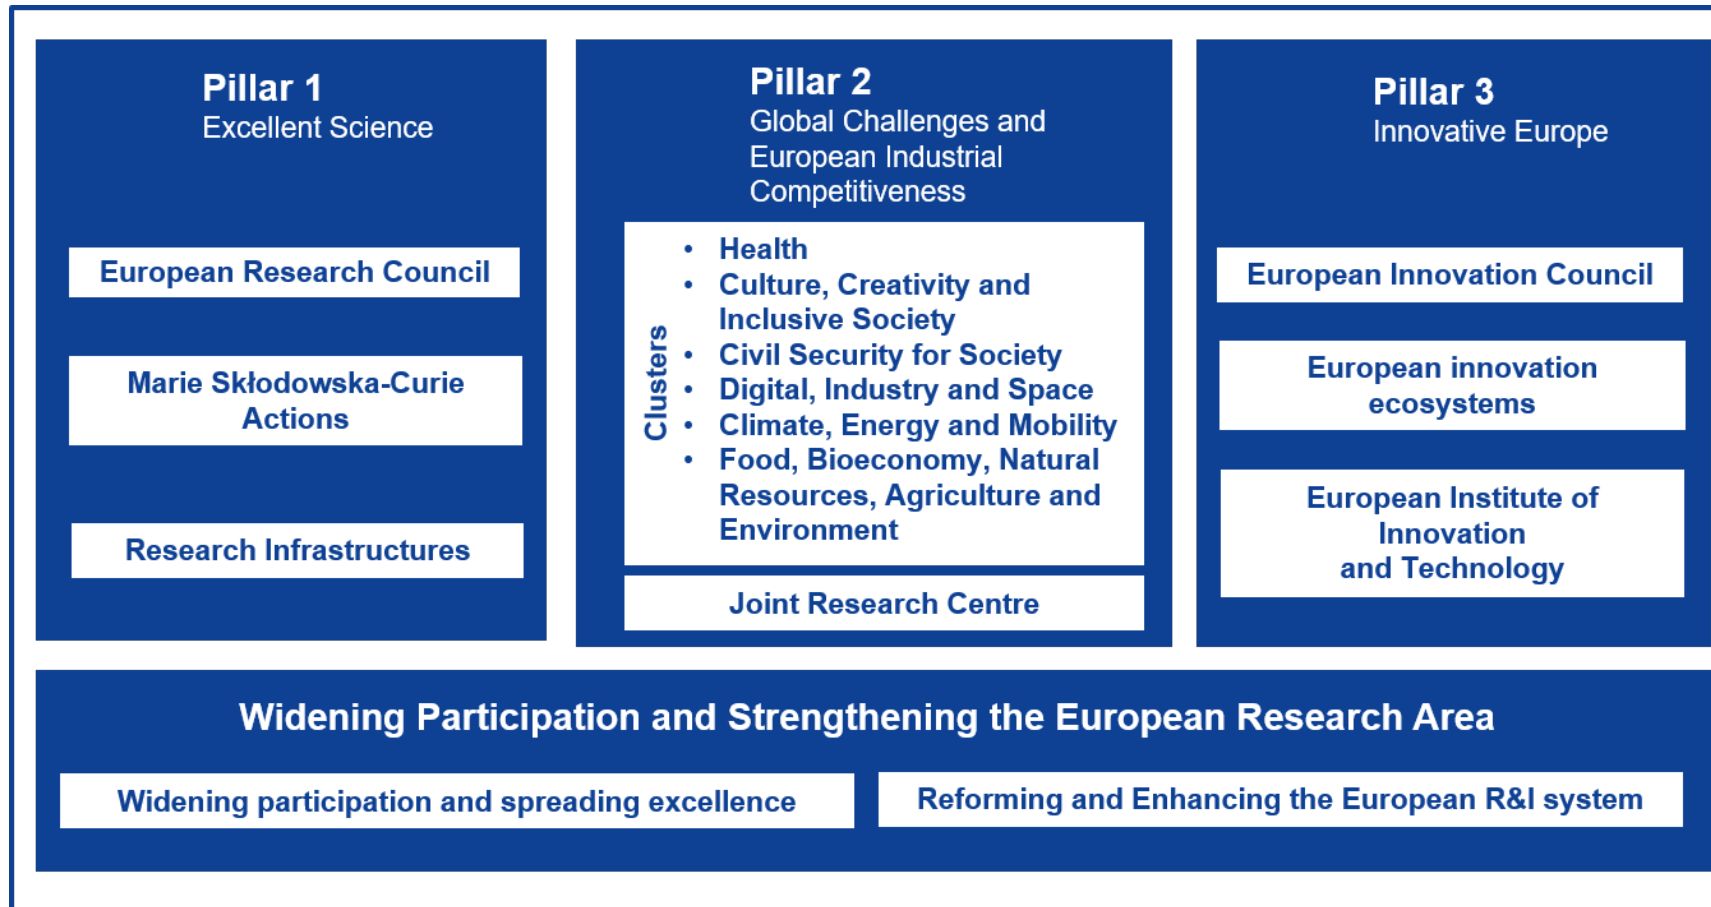 Pillar 1
Excellent Science
European Research Council
Marie Skłodowska-Curie
Actions
Research Infrastructures
Pillar 2
Global Challenges and
European Industrial
Competitiveness
Clusters
• Health
• Culture, Creativity and
Inclusive Society
• Civil Security for Society
• Digital, Industry and Space
• Climate, Energy and Mobility
• Food, Bioeconomy, Natural
Resources, Agriculture and
Environment
Joint Research Centre
Pillar 3
Innovative Europe
European Innovation Council
European innovation
ecosystems
European Institute of
Innovation
and Technology
Widening Participation and Strengthening the European Research Area
Widening participation and spreading excellence
Reforming and Enhancing the European R&I system